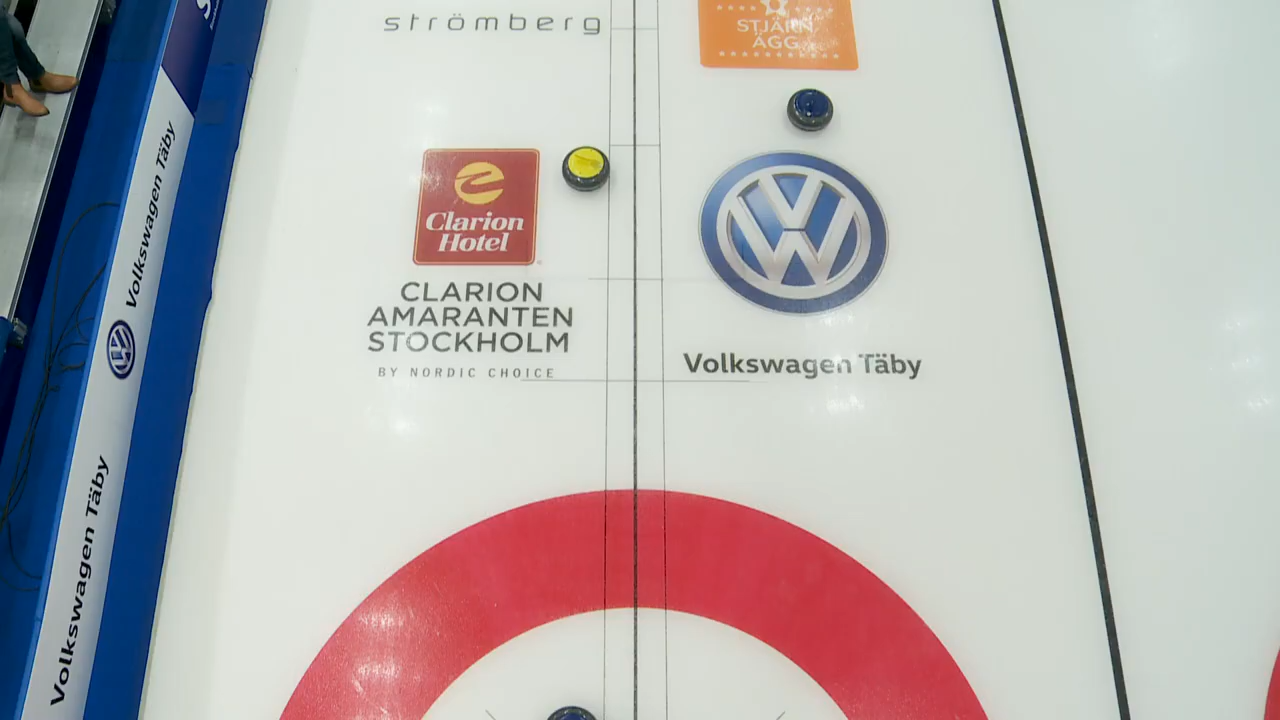 strömberg
STJÄRN
ÄGG
Clarion
Hotel
CLARION
AMARANTEN
STOCKHOLM
BY NORDIC CHOICE
Volkswagen Täby
Volkswagen Täby
Volkswagen Täby